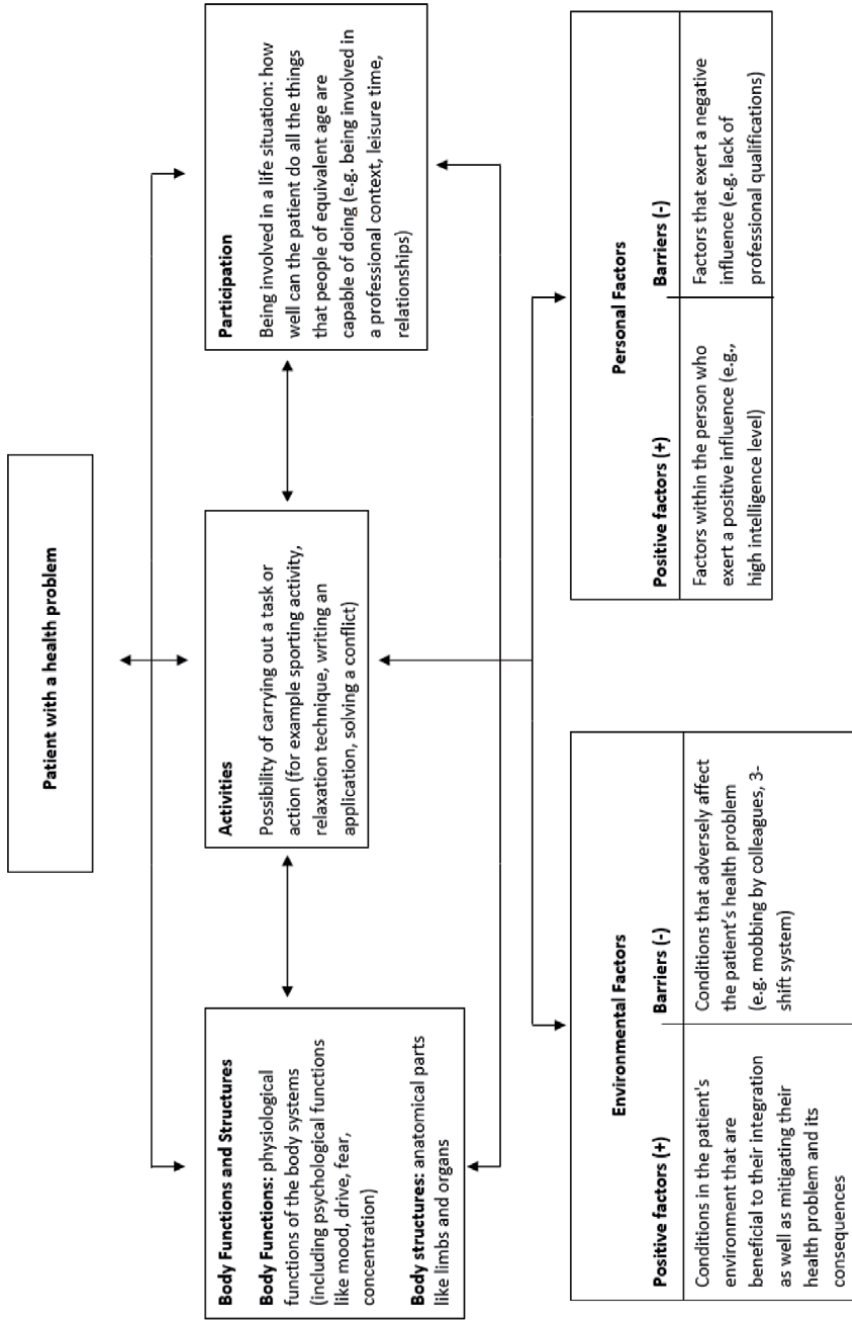 Patient with a health problem
Body Functions and Structures
Body Functions: physiological
functions of the body systems
(including psychological functions
like mood, drive, fear,
concentration)
Body structures: anatomical parts
like limbs and organs
Activities
Possibility of carrying out a task or
action (for example sporting activity,
relaxation technique, writing an
application, solving a conflict)
Participation
Being involved in a life situation: how
well can the patient do all the things
that people of equivalent age are
capable of doing (e.g. being involved in
a professional context, leisure time,
relationships)
Environmental Factors
Positive factors (+)
Conditions in the patient's
environment that are
beneficial to their integration
as well as mitigating their
health problem and its
consequences
Barriers (-)
Conditions that adversely affect
the patient's health problem
(e.g. mobbing by colleagues, 3-
shift system)
Personal Factors
Positive factors (+)
Factors within the person who
exert a positive influence (e.g.,
high intelligence level)
Barriers (-)
Factors that exert a negative
influence (e.g. lack of
professional qualifications)